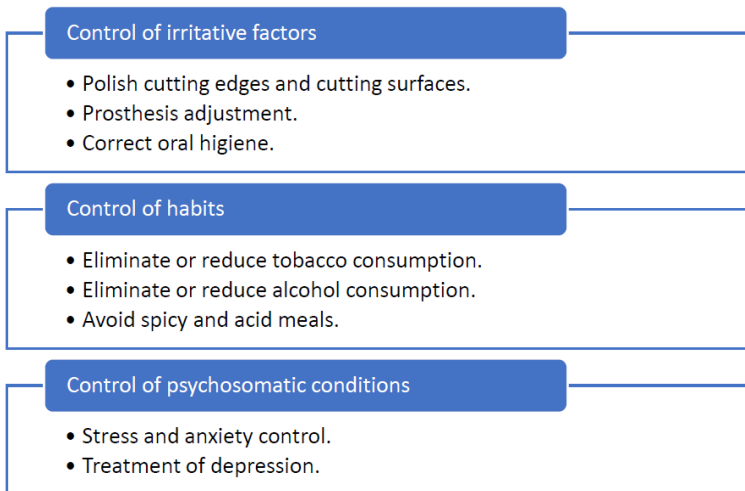 Control of irritative factors
• Polish cutting edges and cutting surfaces.
• Prosthesis adjustment.
• Correct oral higiene.
Control of habits
• Eliminate or reduce tobacco consumption.
• Eliminate or reduce alcohol consumption.
• Avoid spicy and acid meals.
Control of psychosomatic conditions
• Stress and anxiety control.
• Treatment of depression.